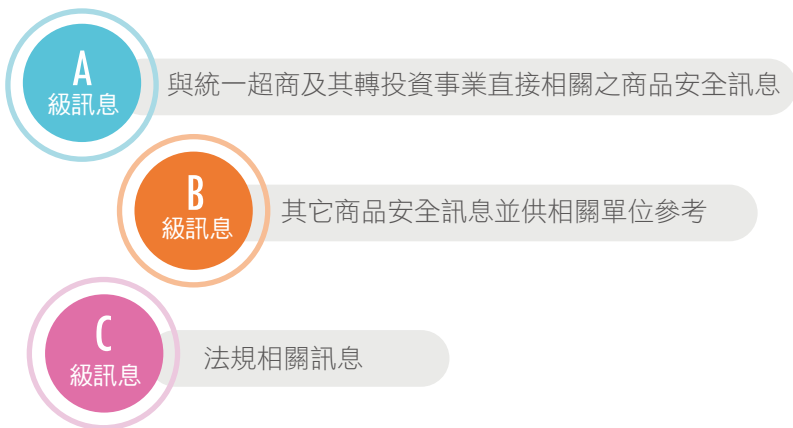 A
級訊息
與統一超商及其轉投資事業直接相關之商品安全訊息
B
級訊息
其它商品安全訊息並供相關單位參考
C
級訊息
法規相關訊息